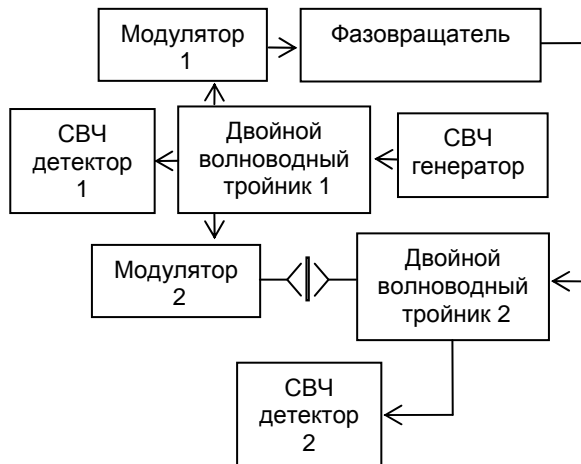 Модулятор
1
Фазовращатель
СВЧ
детектор
1
Двойной
волноводный
тройник 1
СВЧ
генератор
Модулятор
2
Двойной
волноводный
тройник 2
СВЧ
детектор
2